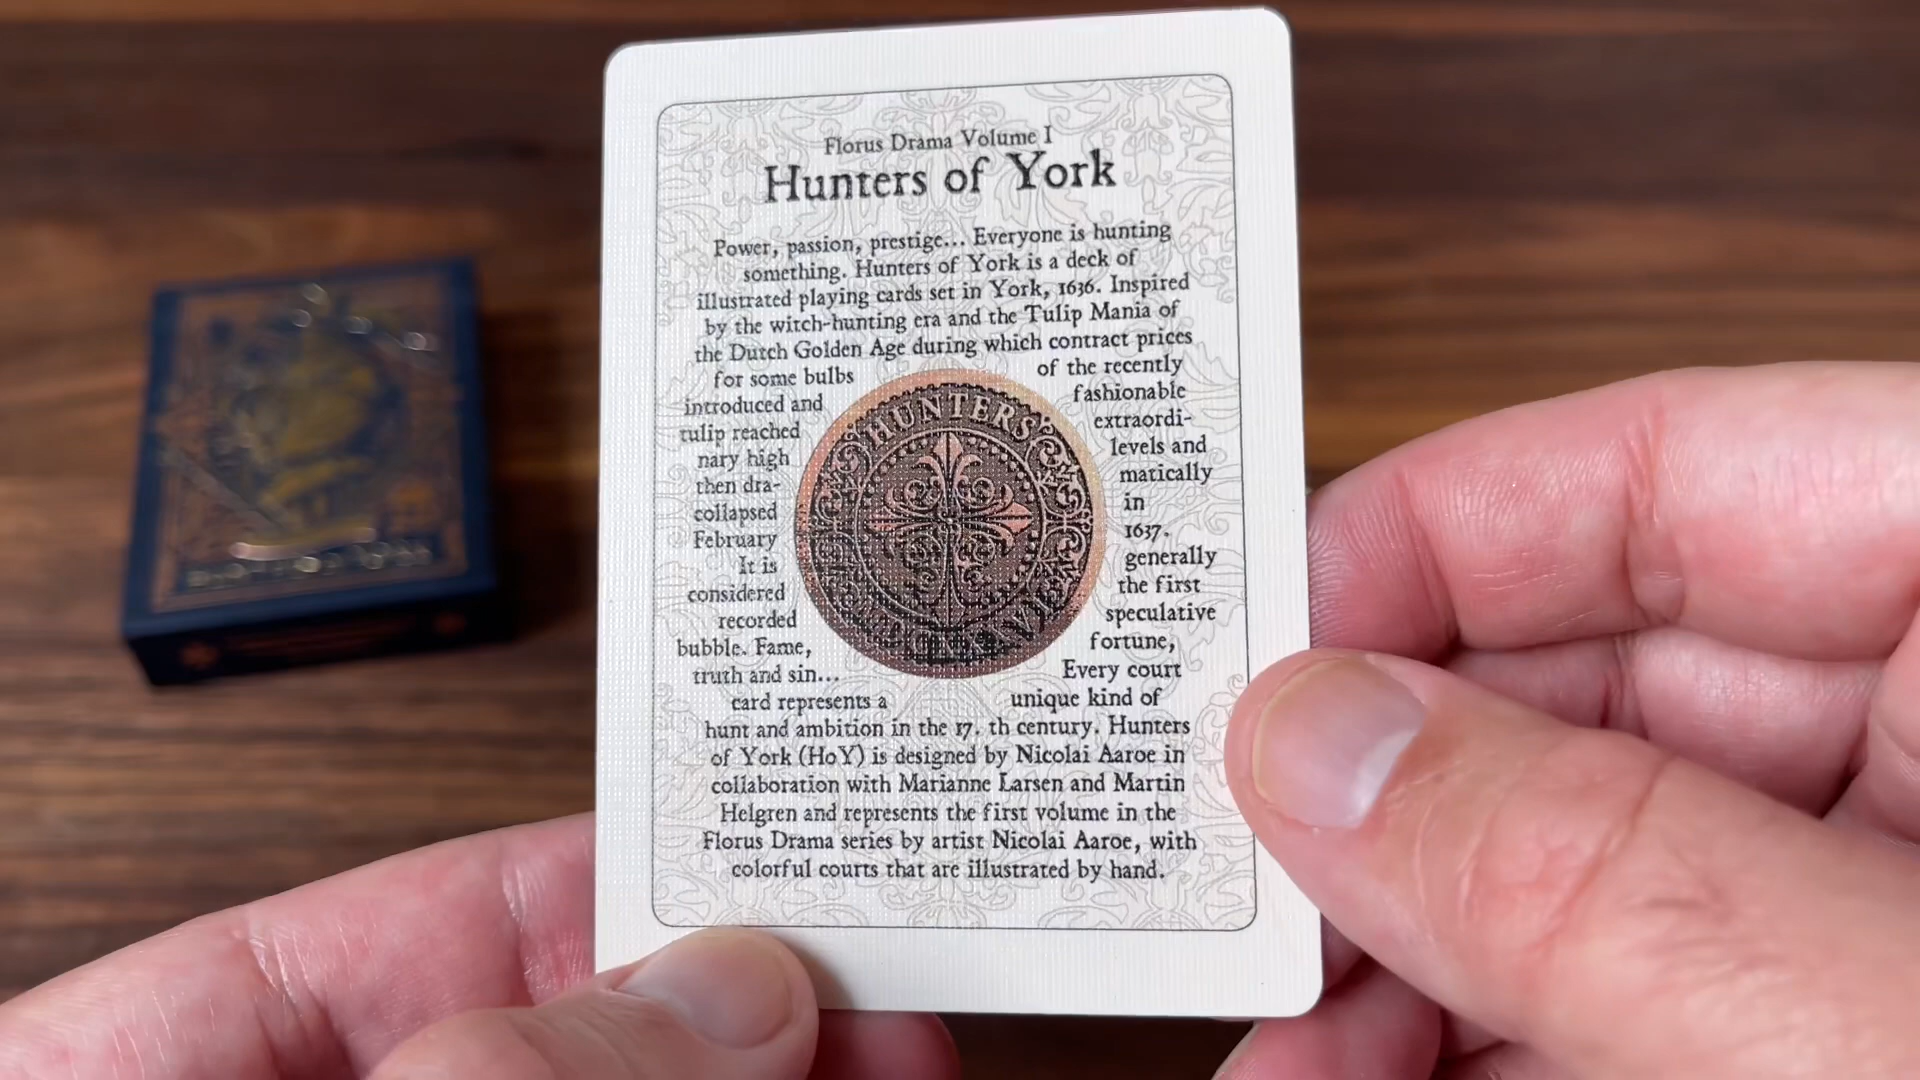 Florus Drama Volume I
Hunters of York
Power, passion, prestige... Everyone is hunting
something. Hunters of York is a deck of
illustrated playing cards set in York, 1636. Inspired
by the witch-hunting era and the Tulip Mania of
the Dutch Golden Age during which contract prices
for some bulbs of the recently
introduced and fashionable
tulip reached extraordi-
nary high levels and
then dra- matically
collapsed in
February 1637.
It is generally
considered the first
recorded speculative
bubble. Fame, fortune,
truth and sin... Every court
card represents a unique kind of
hunt and ambition in the 17. th century. Hunters
of York (HoY) is designed by Nicolai Aaroe in
collaboration with Marianne Larsen and Martin
Helgren and represents the first volume in the
Florus Drama series by artist Nicolai Aaroe, with
colorful courts that are illustrated by hand.
HUNTERS